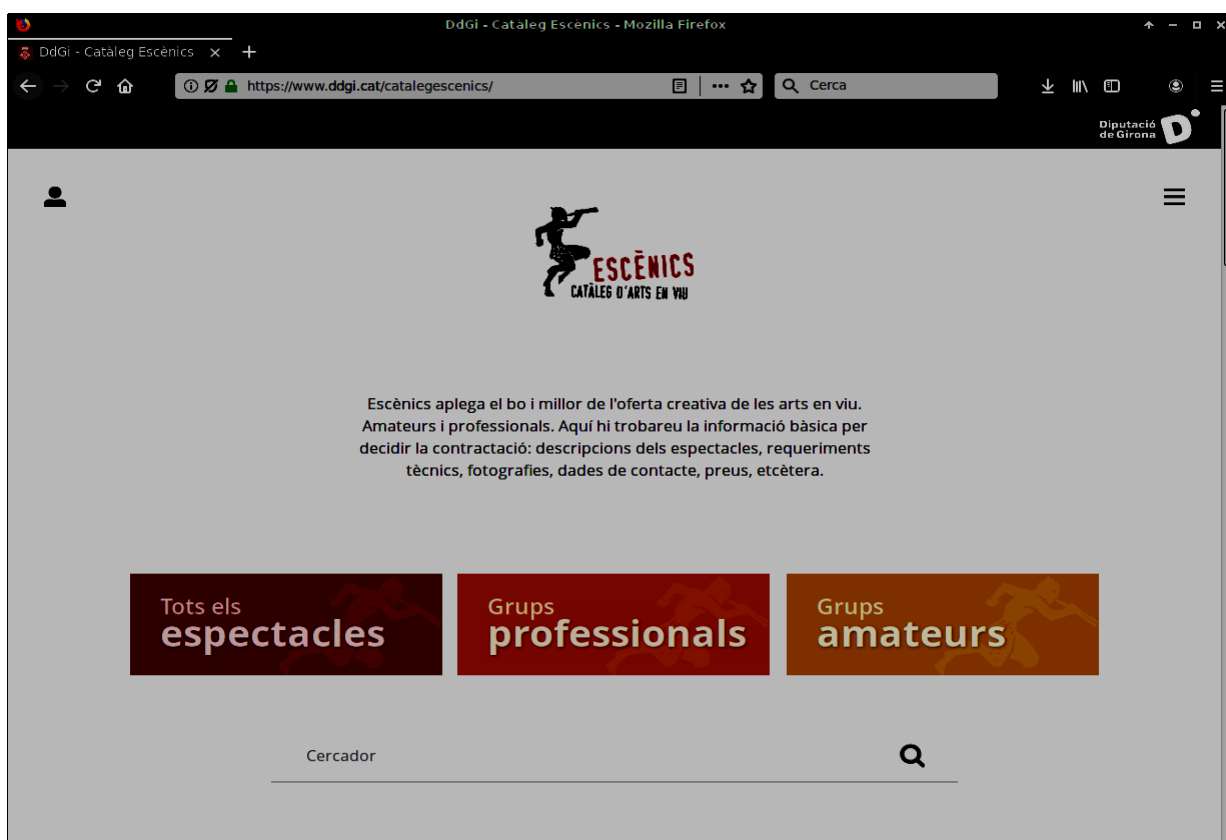 DdGi - Catàleg Escènics - Mozilla Firefox
DdGi - Catàleg Escènics
https://www.ddgi.cat/catalegescenics/
Cerca
Diputació
de Girona
ESCÈNICS
CATÀLEG D'ARTS EN VIU
Escènics aplega el bo i millor de l'oferta creativa de les arts en viu.
Amateurs i professionals. Aquí hi trobareu la informació bàsica per
decidir la contractació: descripcions dels espectacles, requeriments
tècnics, fotografies, dades de contacte, preus, etcètera.
Tots els
espectacles
Grups
professionals
Grups
amateurs
Cercador